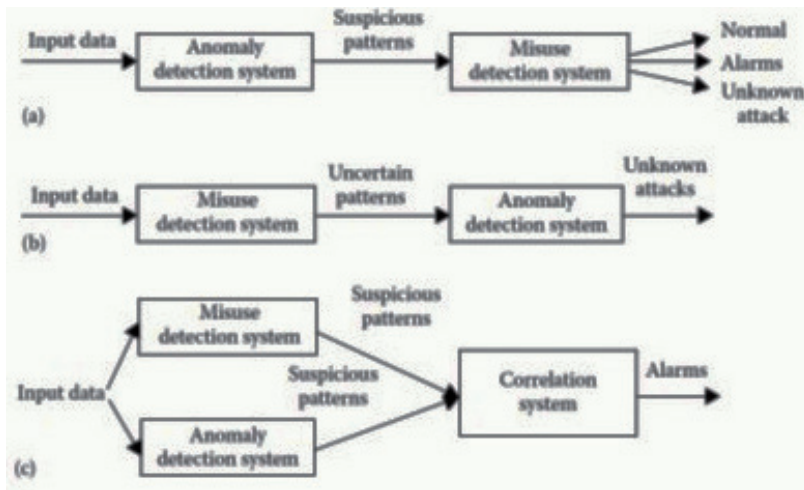 Input data
Anomaly
detection system
Suspicious
patterns
Misuse
detection system
Normal
Alarms
Unknown
attack
(a)
Input data
Misuse
detection system
Uncertain
patterns
Anomaly
detection system
Unknown
attacks
(b)
Input data
Misuse
detection system
Suspicious
patterns
Anomaly
detection system
Suspicious
patterns
Correlation
system
Alarms
(c)